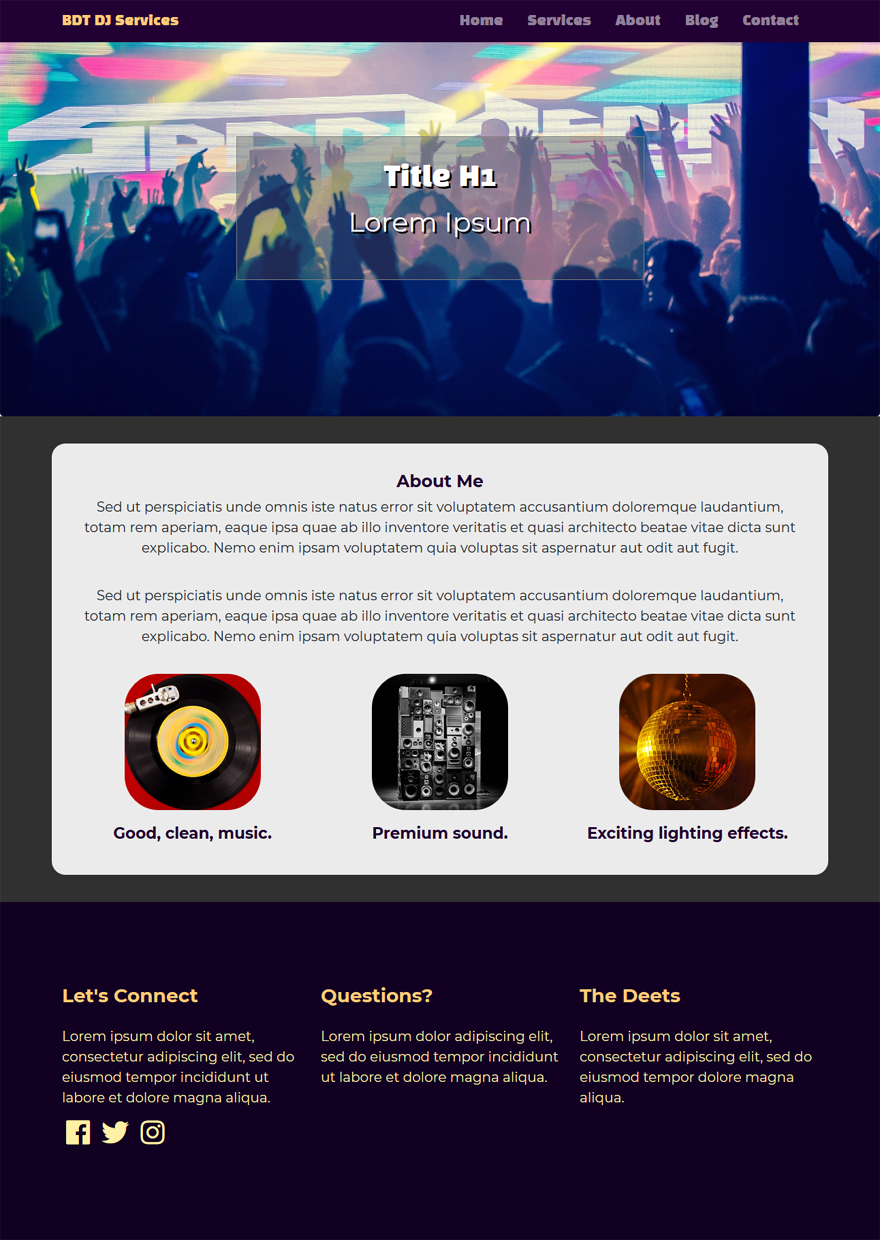 BDT DJ Services
Home Services About Blog Contact
Title H1
Lorem Ipsum
About Me
Sed ut perspiciatis unde omnis iste natus error sit voluptatem accusantium doloremque laudantium,
totam rem aperiam, eaque ipsa quae ab illo inventore veritatis et quasi architecto beatae vitae dicta sunt
explicabo. Nemo enim ipsam voluptatem quia voluptas sit aspernatur aut odit aut fugit.
Sed ut perspiciatis unde omnis iste natus error sit voluptatem accusantium doloremque laudantium,
totam rem aperiam, eaque ipsa quae ab illo inventore veritatis et quasi architecto beatae vitae dicta sunt
explicabo. Nemo enim ipsam voluptatem quia voluptas sit aspernatur aut odit aut fugit.
Good, clean, music.
Premium sound.
Exciting lighting effects.
Let's Connect
Lorem ipsum dolor sit amet,
consectetur adipiscing elit, sed do
eiusmod tempor incididunt ut
labore et dolore magna aliqua.
Questions?
Lorem ipsum dolor adipiscing elit,
sed do eiusmod tempor incididunt
ut labore et dolore magna aliqua.
The Deets
Lorem ipsum dolor sit amet,
consectetur adipiscing elit, sed do
eiusmod tempor dolore magna
aliqua.